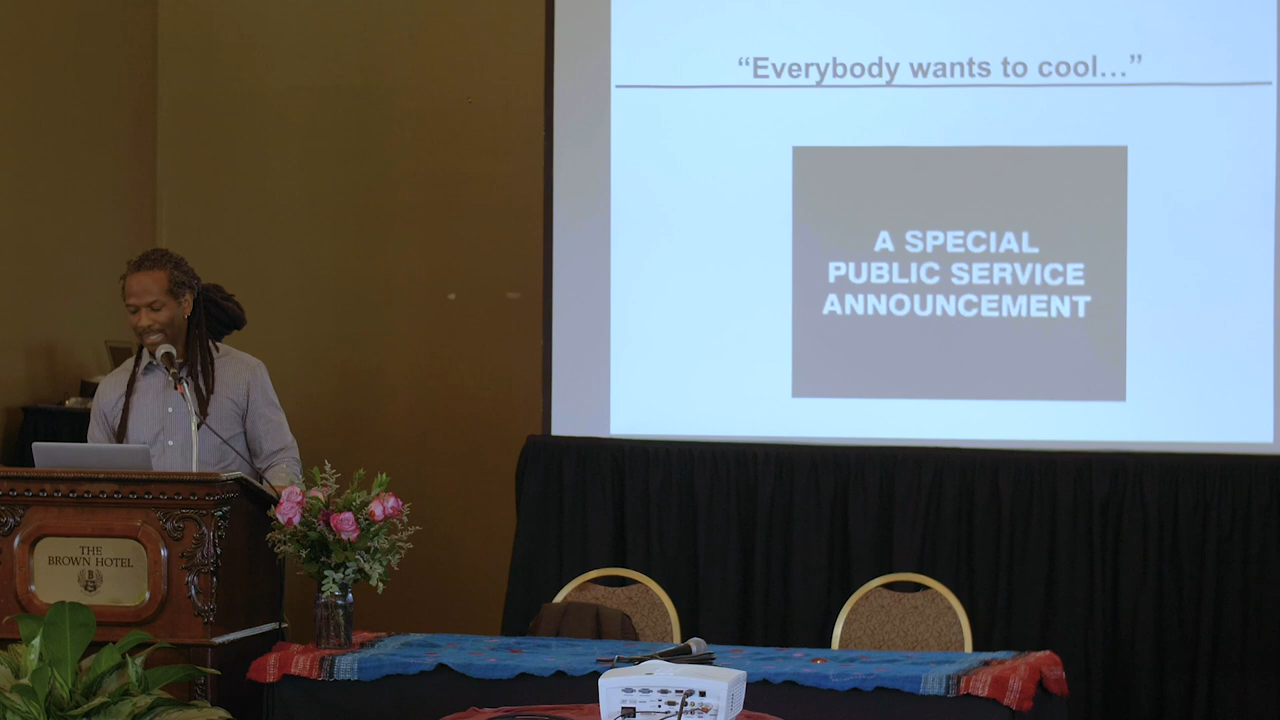 “Everybody wants to cool…”
A SPECIAL
PUBLIC SERVICE
ANNOUNCEMENT
THE
BROWN HOTEL
B